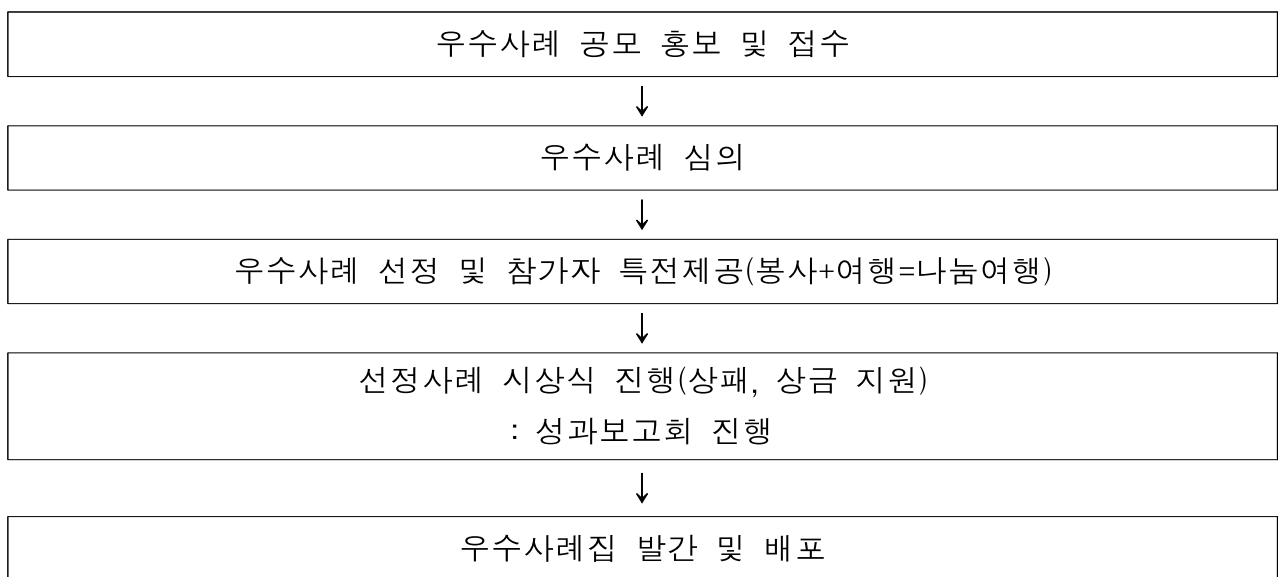 우수사례 공모 홍보 및 접수
↓
우수사례 심의
↓
우수사례 선정 및 참가자 특전제공(봉사+여행=나눔여행)
↓
선정사례 시상식 진행(상패, 상금 지원)
: 성과보고회 진행
↓
우수사례집 발간 및 배포